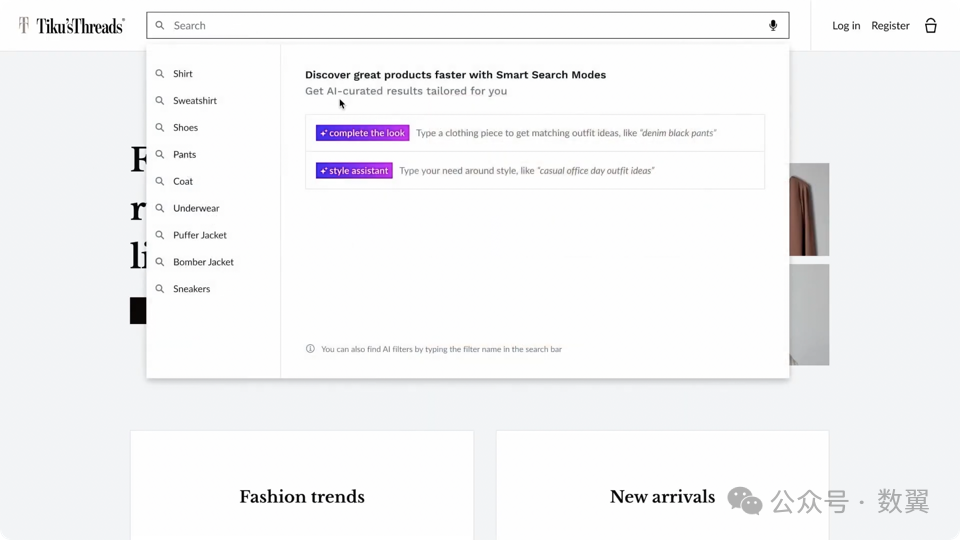 Tiku'sThreads
Search
Log in
Register
Shirt
Sweatshirt
Shoes
Pants
Coat
Underwear
Puffer Jacket
Bomber Jacket
Sneakers
Discover great products faster with Smart Search Modes
Get AI-curated results tailored for you
complete the look Type a clothing piece to get matching outfit ideas, like "denim black pants"
style assistant Type your need around style, like "casual office day outfit ideas"
You can also find AI filters by typing the filter name in the search bar
F
r
li
Fashion trends
New arrivals
公众号 · 数翼